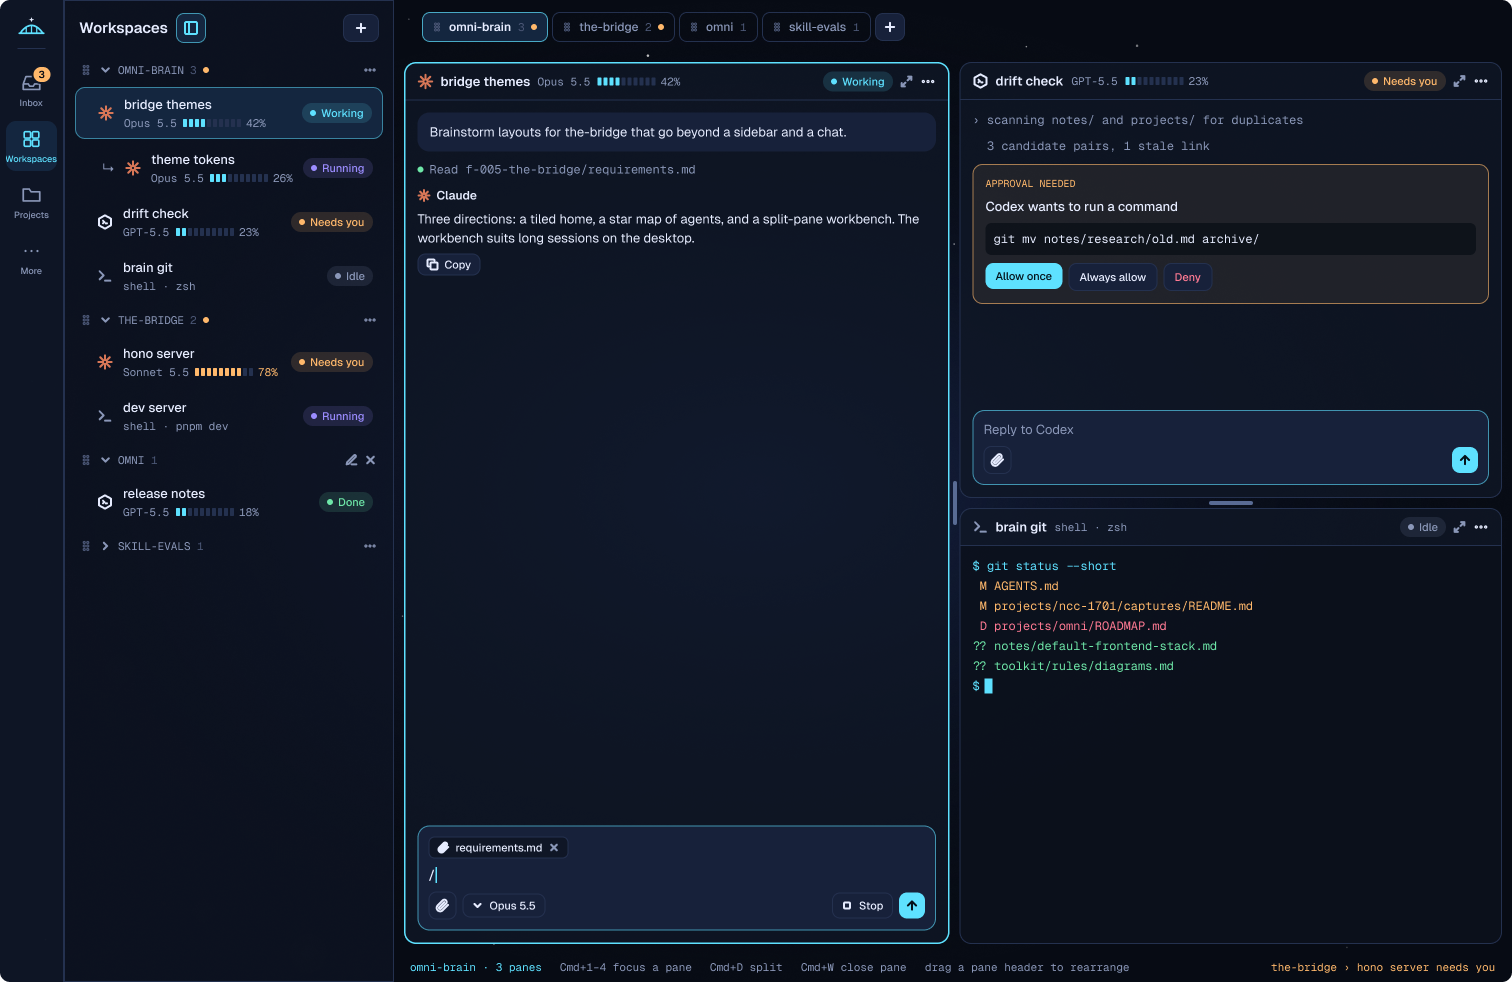 3
Inbox
Workspaces
Projects
More
Workspaces
OMNI-BRAIN 3
bridge themes
Opus 5.5 42%
Working
theme tokens
Opus 5.5 26%
Running
drift check
GPT-5.5 23%
Needs you
brain git
shell · zsh
Idle
THE-BRIDGE 2
hono server
Sonnet 5.5 78%
Needs you
dev server
shell · pnpm dev
Running
OMNI 1
release notes
GPT-5.5 18%
Done
SKILL-EVALS 1
omni-brain 3
the-bridge 2
omni 1
skill-evals 1
bridge themes Opus 5.5 42% Working
Brainstorm layouts for the-bridge that go beyond a sidebar and a chat.
Read f-005-the-bridge/requirements.md
Claude
Three directions: a tiled home, a star map of agents, and a split-pane workbench. The
workbench suits long sessions on the desktop.
Copy
requirements.md
/
Opus 5.5
Stop
drift check GPT-5.5 23% Needs you
› scanning notes/ and projects/ for duplicates
3 candidate pairs, 1 stale link
APPROVAL NEEDED
Codex wants to run a command
git mv notes/research/old.md archive/
Allow once Always allow Deny
Reply to Codex
brain git shell · zsh Idle
$ git status --short
M AGENTS.md
M projects/ncc-1701/captures/README.md
D projects/omni/ROADMAP.md
?? notes/default-frontend-stack.md
?? toolkit/rules/diagrams.md
$
omni-brain · 3 panes Cmd+1-4 focus a pane Cmd+D split Cmd+W close pane drag a pane header to rearrange
the-bridge › hono server needs you